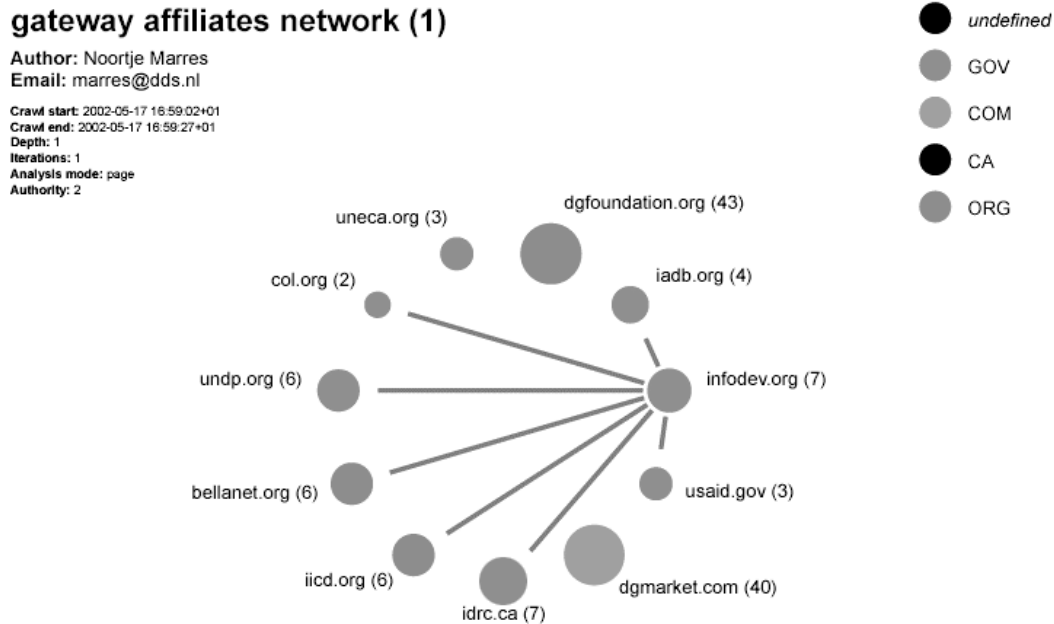 gateway affiliates network (1)
Author: Noortje Marres
Email: marres@dds.nl
Crawl start: 2002-05-17 16:59:02+01
Crawl end: 2002-05-17 16:59:27+01
Depth: 1
Iterations: 1
Analysis mode: page
Authority: 2
undefined
GOV
COM
CA
ORG
dgfoundation.org (43)
uneca.org (3)
iadb.org (4)
col.org (2)
undp.org (6)
infodev.org (7)
bellanet.org (6)
usaid.gov (3)
iicd.org (6)
dgmarket.com (40)
idrc.ca (7)